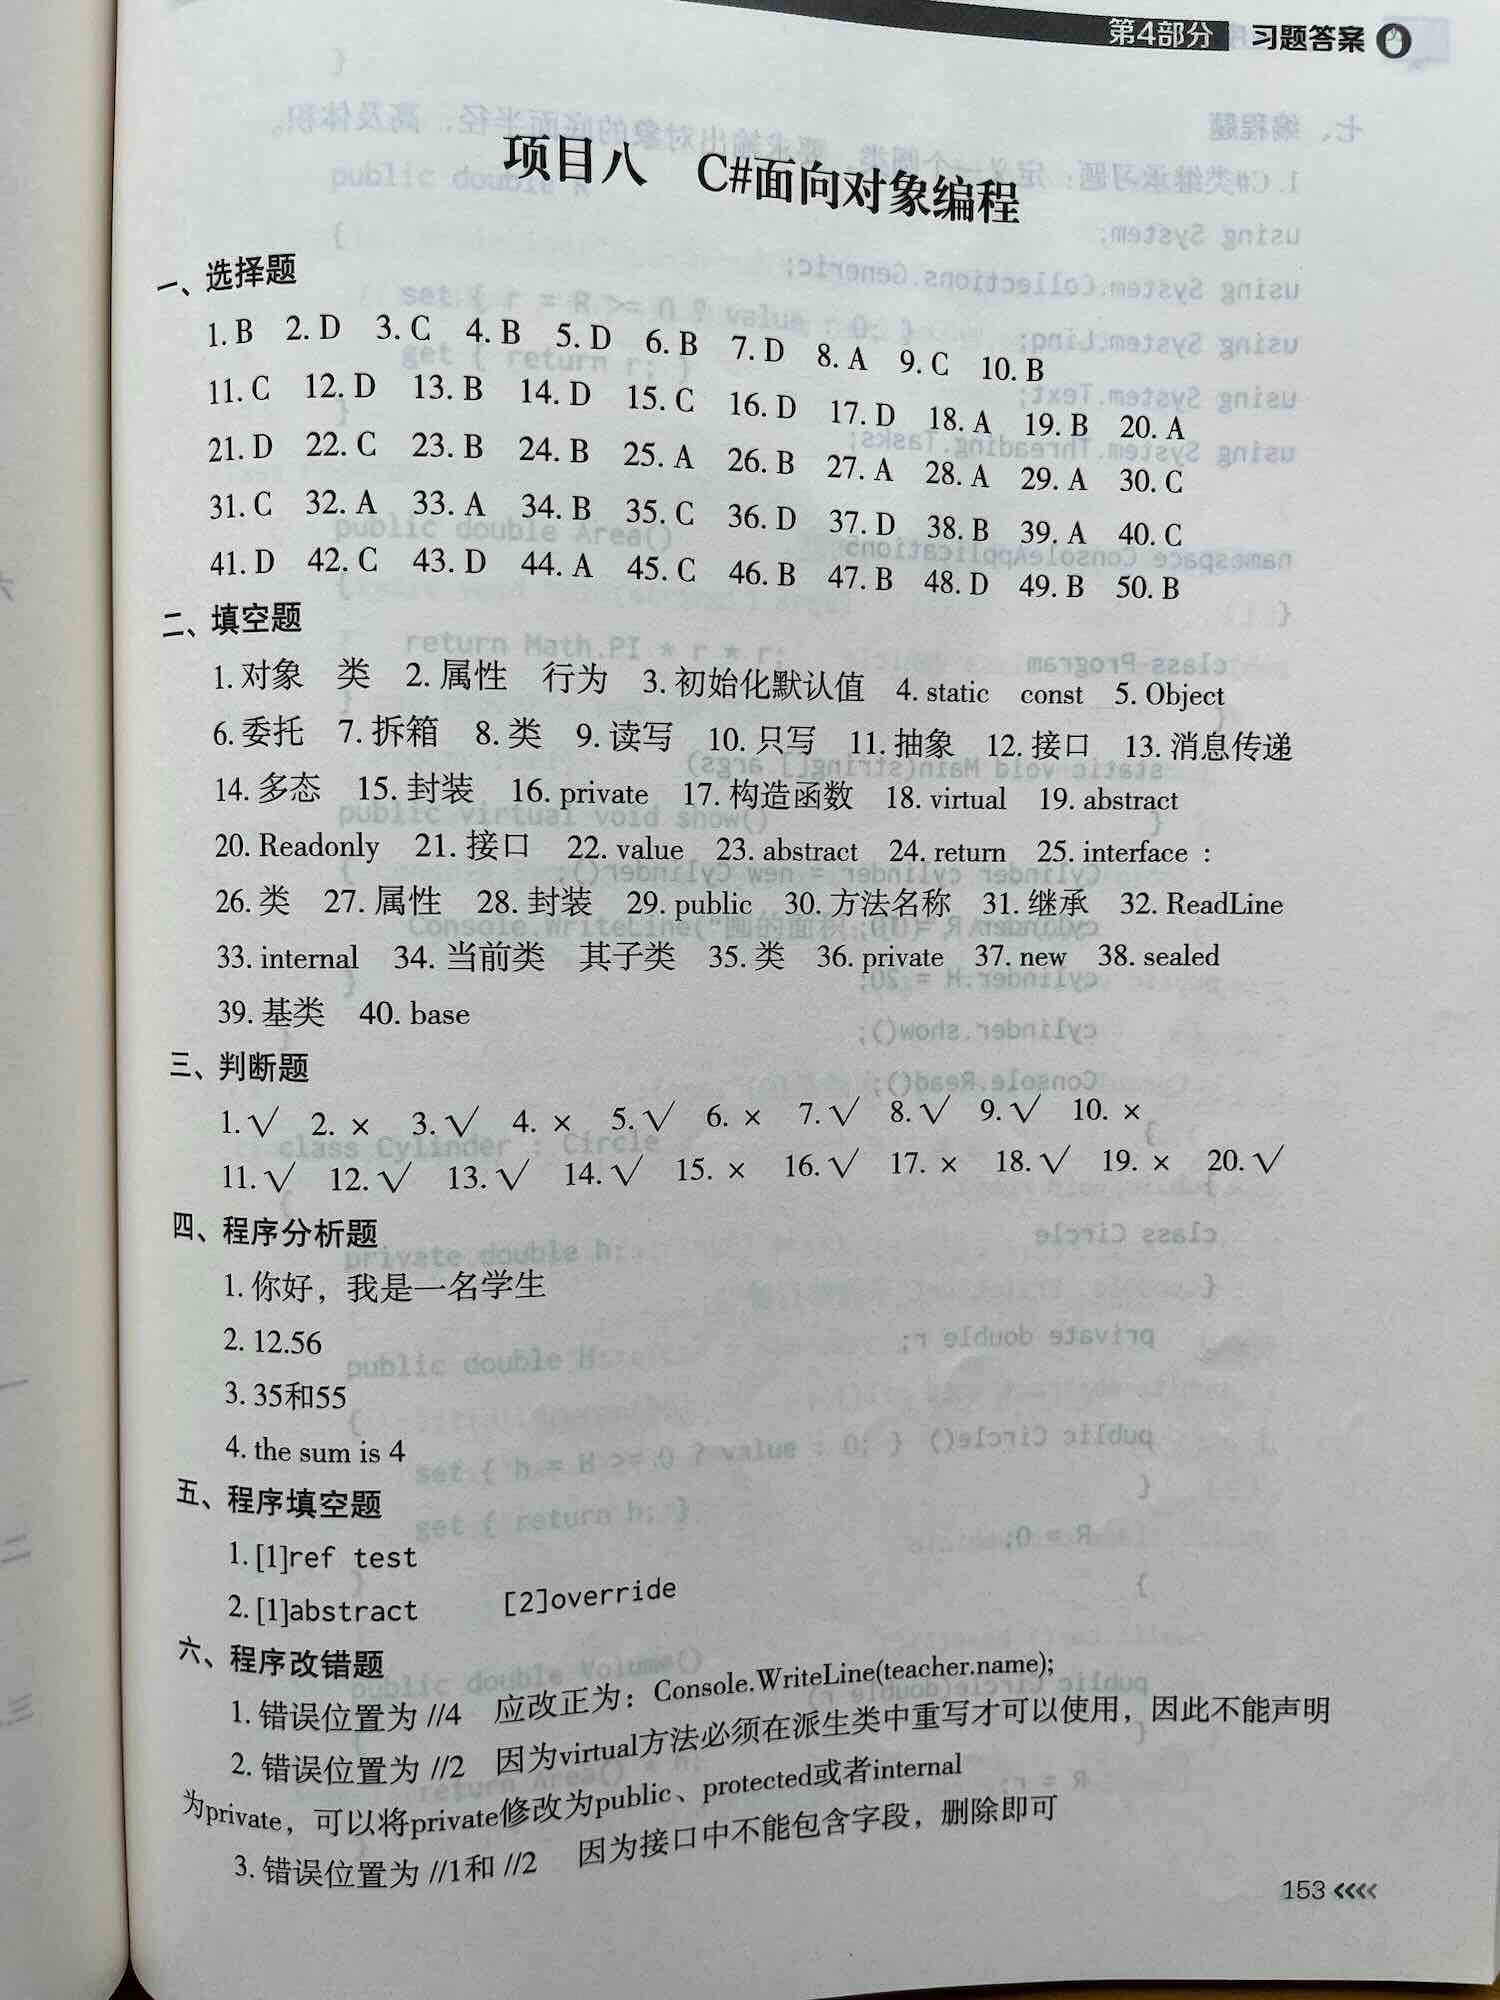 第4部分 习题答案
项目八 C#面向对象编程
一、选择题
1. B 2. D 3. C 4. B 5. D 6. B 7. D 8. A 9. C 10. B
11. C 12. D 13. B 14. D 15. C 16. D 17. D 18. A 19. B 20. A
21. D 22. C 23. B 24. B 25. A 26. B 27. A 28. A 29. A 30. C
31. C 32. A 33. A 34. B 35. C 36. D 37. D 38. B 39. A 40. C
41. D 42. C 43. D 44. A 45. C 46. B 47. B 48. D 49. B 50. B
二、填空题
1. 对象 类 2. 属性 行为 3. 初始化默认值 4. static const 5. Object
6. 委托 7. 拆箱 8. 类 9. 读写 10. 只写 11. 抽象 12. 接口 13. 消息传递
14. 多态 15. 封装 16. private 17. 构造函数 18. virtual 19. abstract
20. Readonly 21. 接口 22. value 23. abstract 24. return 25. interface :
26. 类 27. 属性 28. 封装 29. public 30. 方法名称 31. 继承 32. ReadLine
33. internal 34. 当前类 其子类 35. 类 36. private 37. new 38. sealed
39. 基类 40. base
三、判断题
1. √ 2. × 3. √ 4. × 5. √ 6. × 7. √ 8. √ 9. √ 10. ×
11. √ 12. √ 13. √ 14. √ 15. × 16. √ 17. × 18. √ 19. × 20. √
四、程序分析题
1. 你好，我是一名学生
2. 12.56
3. 35和55
4. the sum is 4
五、程序填空题
1. [1]ref test
2. [1]abstract [2]override
六、程序改错题
1. 错误位置为 //4 应改正为：Console.WriteLine(teacher.name);
2. 错误位置为 //2 因为virtual方法必须在派生类中重写才可以使用，因此不能声明
为private，可以将private修改为public、protected或者internal
3. 错误位置为 //1和 //2 因为接口中不能包含字段，删除即可
153